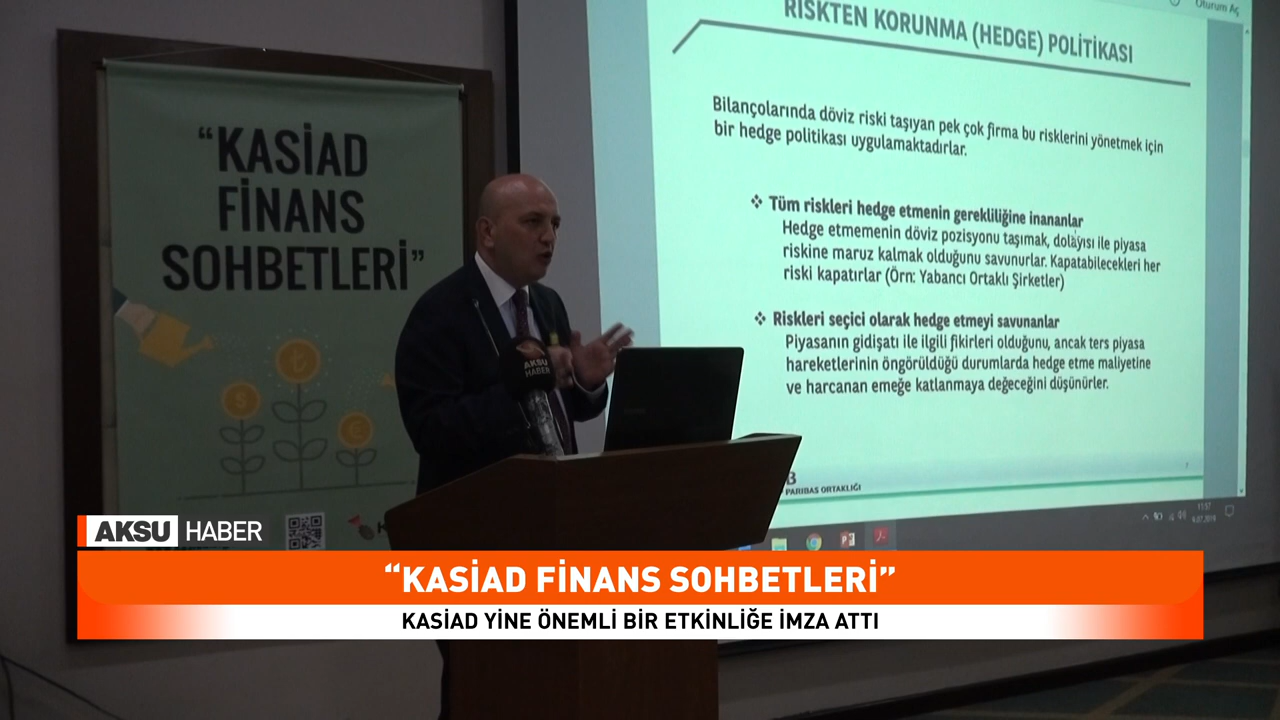 “KASİAD
FİNANS
SOHBETLERİ”
Oturum Aç
RİSKTEN KORUNMA (HEDGE) POLİTİKASI
Bilançolarında döviz riski taşıyan pek çok firma bu risklerini yönetmek için
bir hedge politikası uygulamaktadırlar.
❖ Tüm riskleri hedge etmenin gerekliliğine inananlar
Hedge etmemenin döviz pozisyonu taşımak, dolayısı ile piyasa
riskine maruz kalmak olduğunu savunurlar. Kapatabilecekleri her
riski kapatırlar (Örn: Yabancı Ortaklı Şirketler)
❖ Riskleri seçici olarak hedge etmeyi savunanlar
Piyasanın gidişatı ile ilgili fikirleri olduğunu, ancak ters piyasa
hareketlerinin öngörüldüğü durumlarda hedge etme maliyetine
ve harcanan emeğe katlanmaya değeceğini düşünürler.
B
PARIBAS ORTAKLIĞI
11:57
AKSU
HABER
AKSU HABER
“KASİAD FİNANS SOHBETLERİ”
KASİAD YİNE ÖNEMLİ BİR ETKİNLİĞE İMZA ATTI